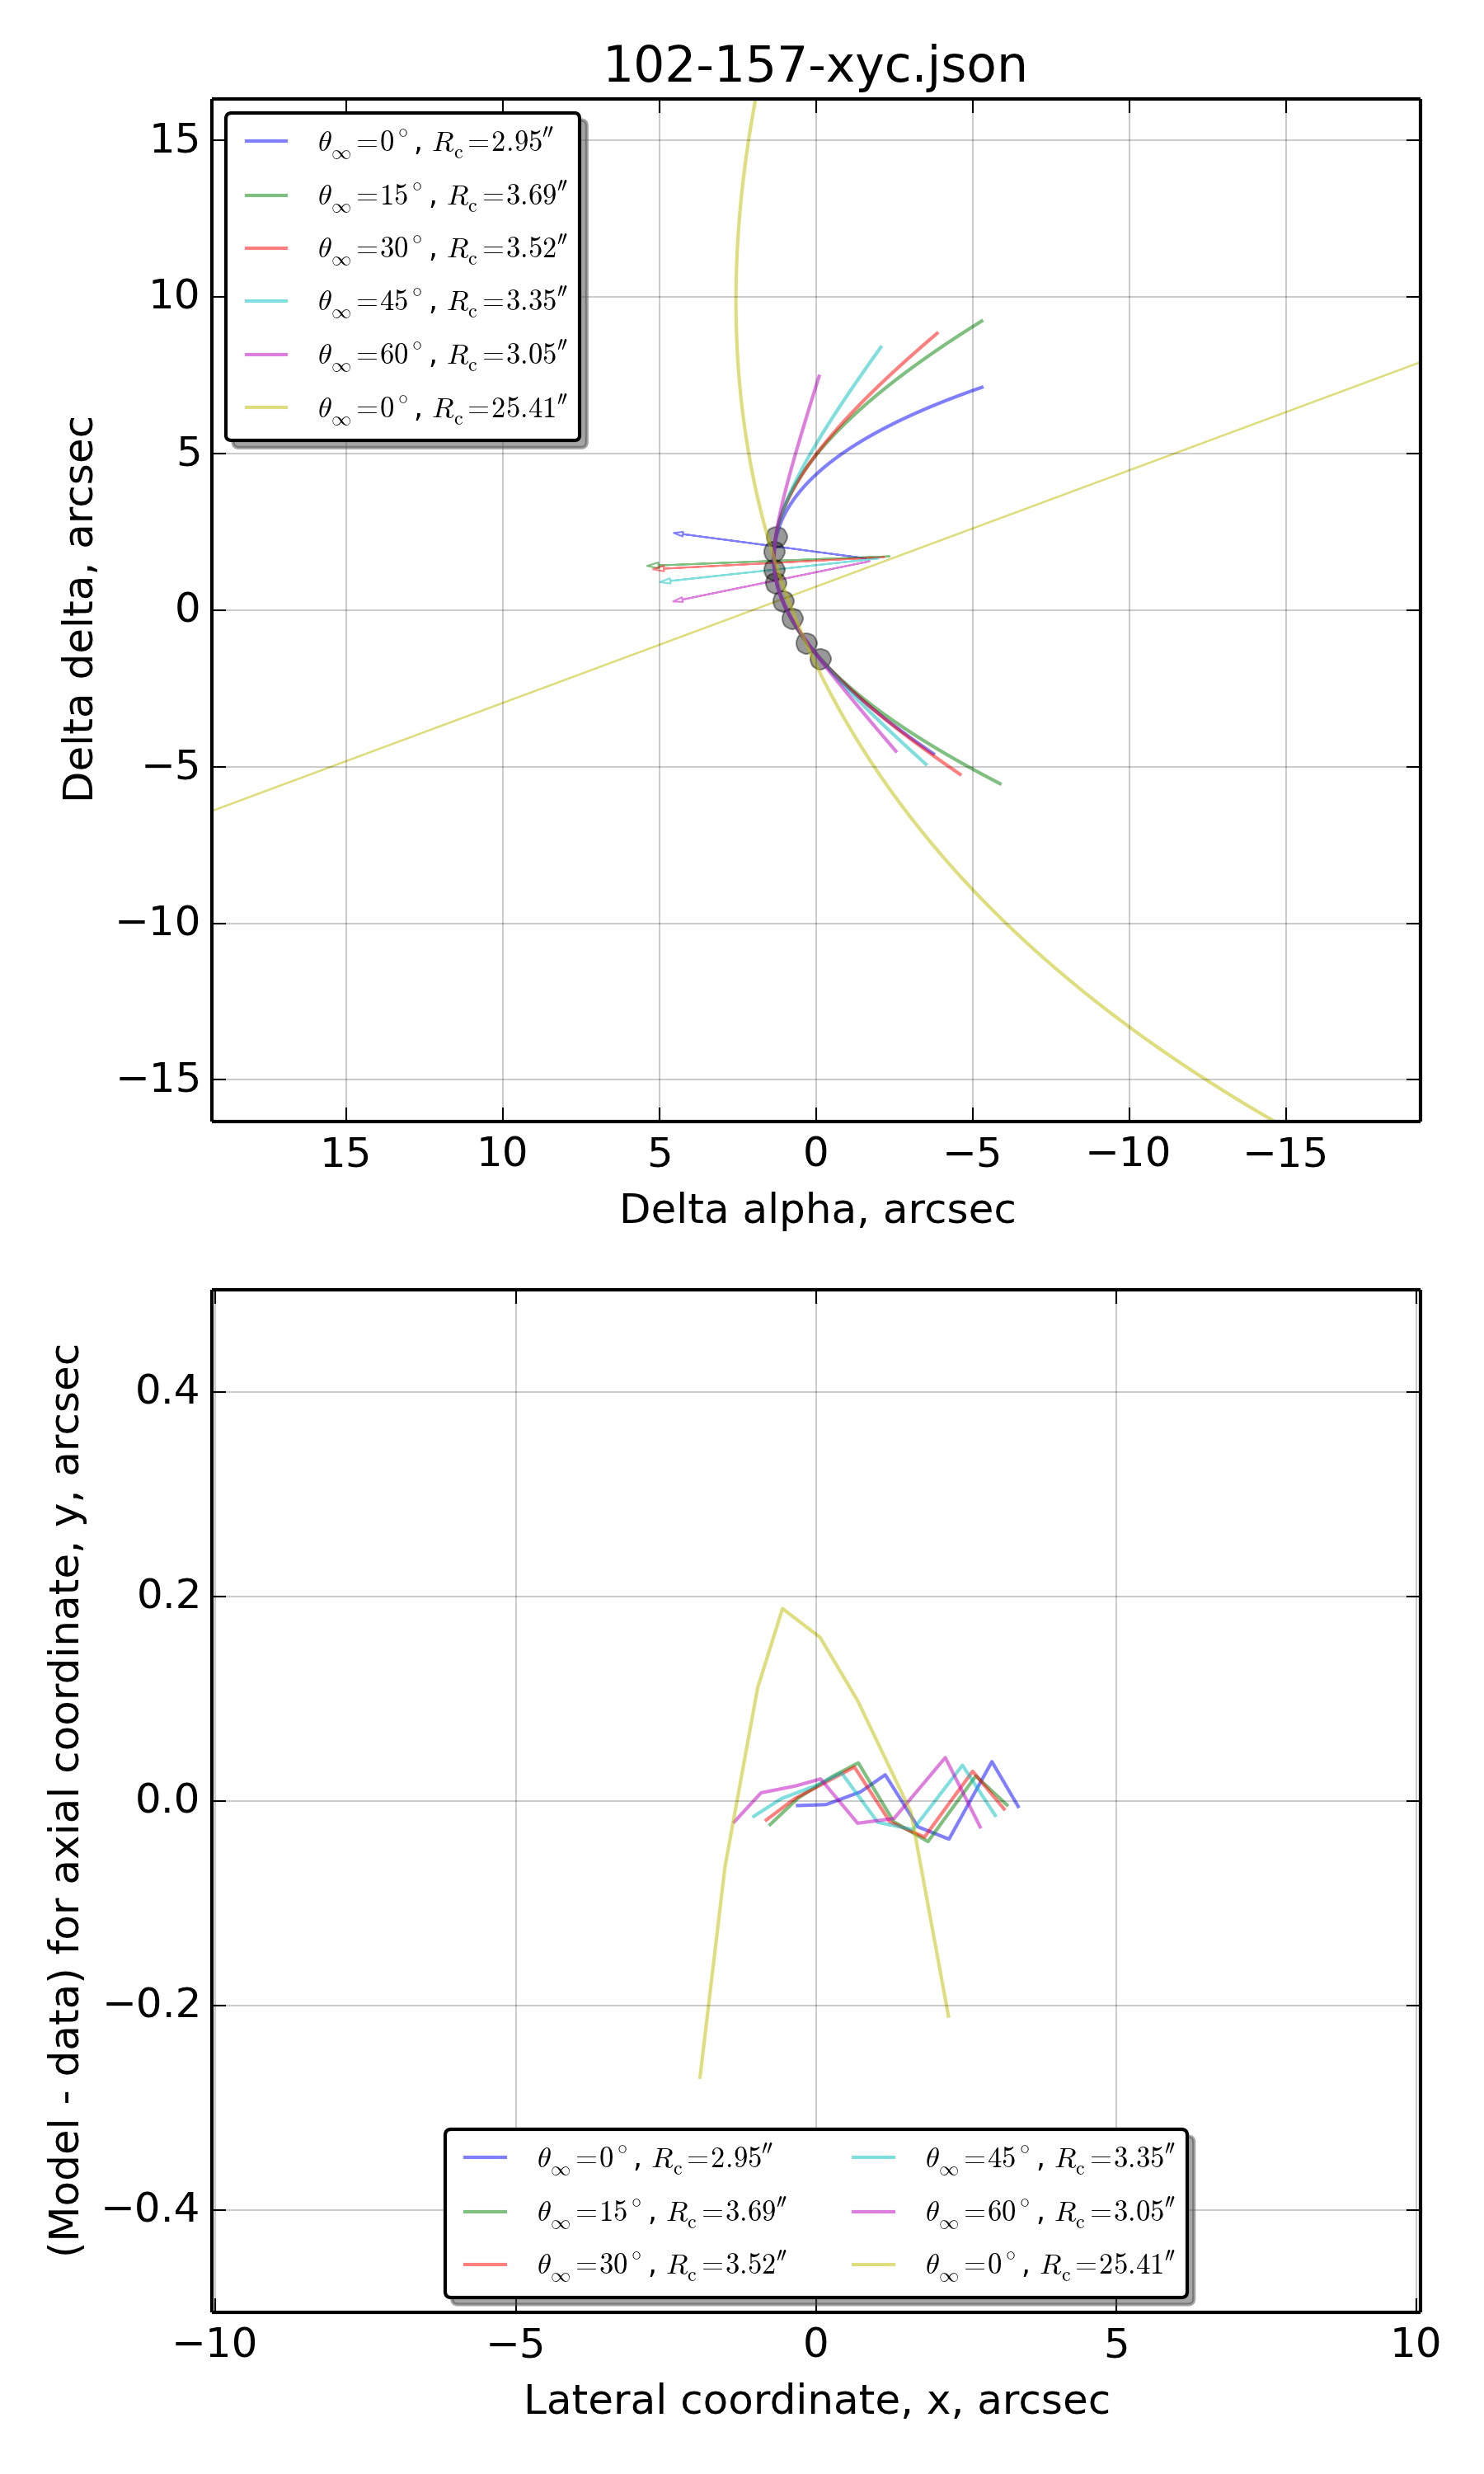 102-157-xyc.json
θ∞=0°, Rc=2.95″
θ∞=15°, Rc=3.69″
θ∞=30°, Rc=3.52″
θ∞=45°, Rc=3.35″
θ∞=60°, Rc=3.05″
θ∞=0°, Rc=25.41″
15
10
5
0
−5
−10
−15
Delta delta, arcsec
15 10 5 0 −5 −10 −15
Delta alpha, arcsec
0.4
0.2
0.0
−0.2
−0.4
(Model - data) for axial coordinate, y, arcsec
θ∞=0°, Rc=2.95″ θ∞=45°, Rc=3.35″
θ∞=15°, Rc=3.69″ θ∞=60°, Rc=3.05″
θ∞=30°, Rc=3.52″ θ∞=0°, Rc=25.41″
−10 −5 0 5 10
Lateral coordinate, x, arcsec